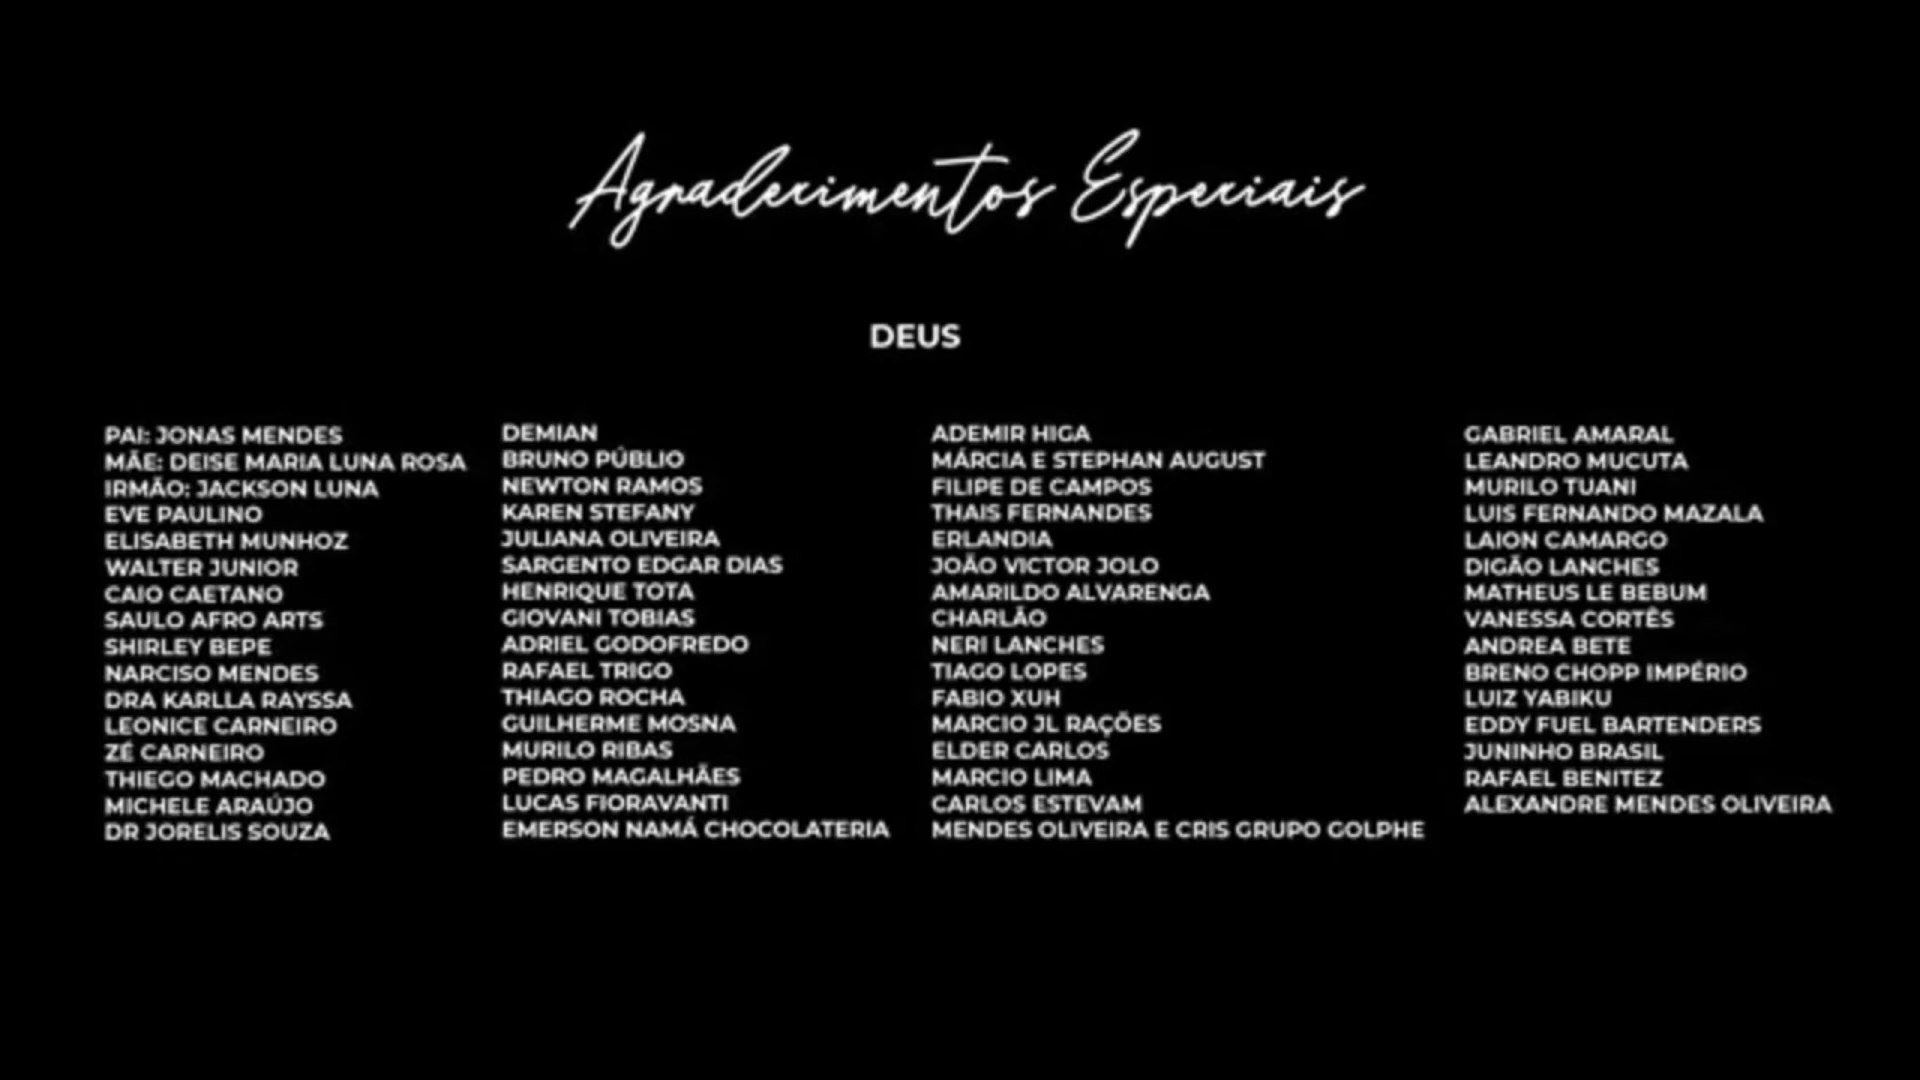 Agradecimentos Especiais
DEUS
PAI: JONAS MENDES
MÃE: DEISE MARIA LUNA ROSA
IRMÃO: JACKSON LUNA
EVE PAULINO
ELISABETH MUNHOZ
WALTER JUNIOR
CAIO CAETANO
SAULO AFRO ARTS
SHIRLEY BEPE
NARCISO MENDES
DRA KARLLA RAYSSA
LEONICE CARNEIRO
ZÉ CARNEIRO
THIEGO MACHADO
MICHELE ARAÚJO
DR JORELIS SOUZA
DEMIAN
BRUNO PÚBLIO
NEWTON RAMOS
KAREN STEFANY
JULIANA OLIVEIRA
SARGENTO EDGAR DIAS
HENRIQUE TOTA
GIOVANI TOBIAS
ADRIEL GODOFREDO
RAFAEL TRIGO
THIAGO ROCHA
GUILHERME MOSNA
MURILO RIBAS
PEDRO MAGALHÃES
LUCAS FIORAVANTI
EMERSON NAMÁ CHOCOLATERIA
ADEMIR HIGA
MÁRCIA E STEPHAN AUGUST
FILIPE DE CAMPOS
THAIS FERNANDES
ERLANDIA
JOÃO VICTOR JOLO
AMARILDO ALVARENGA
CHARLÃO
NERI LANCHES
TIAGO LOPES
FABIO XUH
MARCIO JL RAÇÕES
ELDER CARLOS
MARCIO LIMA
CARLOS ESTEVAM
MENDES OLIVEIRA E CRIS GRUPO GOLPHE
GABRIEL AMARAL
LEANDRO MUCUTA
MURILO TUANI
LUIS FERNANDO MAZALA
LAION CAMARGO
DIGÃO LANCHES
MATHEUS LE BEBUM
VANESSA CORTÊS
ANDREA BETE
BRENO CHOPP IMPÉRIO
LUIZ YABIKU
EDDY FUEL BARTENDERS
JUNINHO BRASIL
RAFAEL BENITEZ
ALEXANDRE MENDES OLIVEIRA